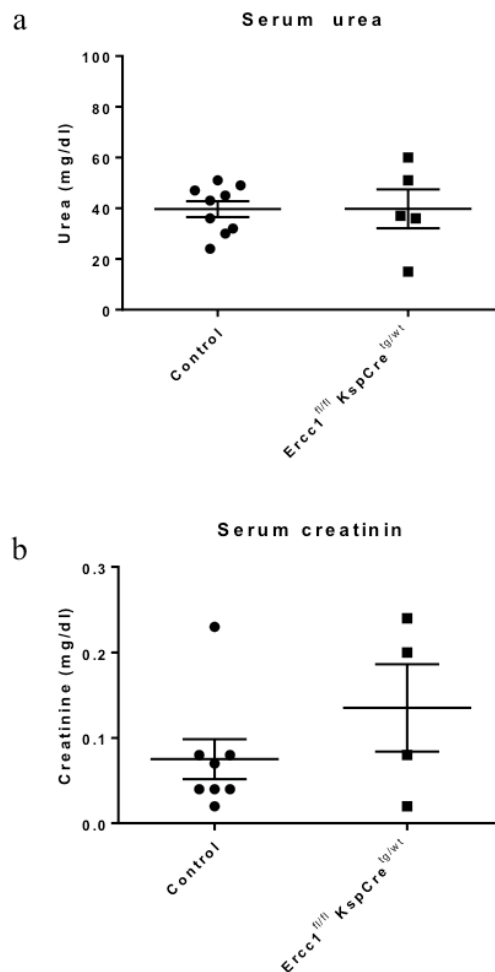 a
Serum urea
Urea (mg/dl)
100
80
60
40
20
0
Control
Ercc1 fl/fl KspCre tg/wt
b
Serum creatinin
Creatinine (mg/dl)
0.3
0.2
0.1
0.0
Control
Ercc1 fl/fl KspCre tg/wt